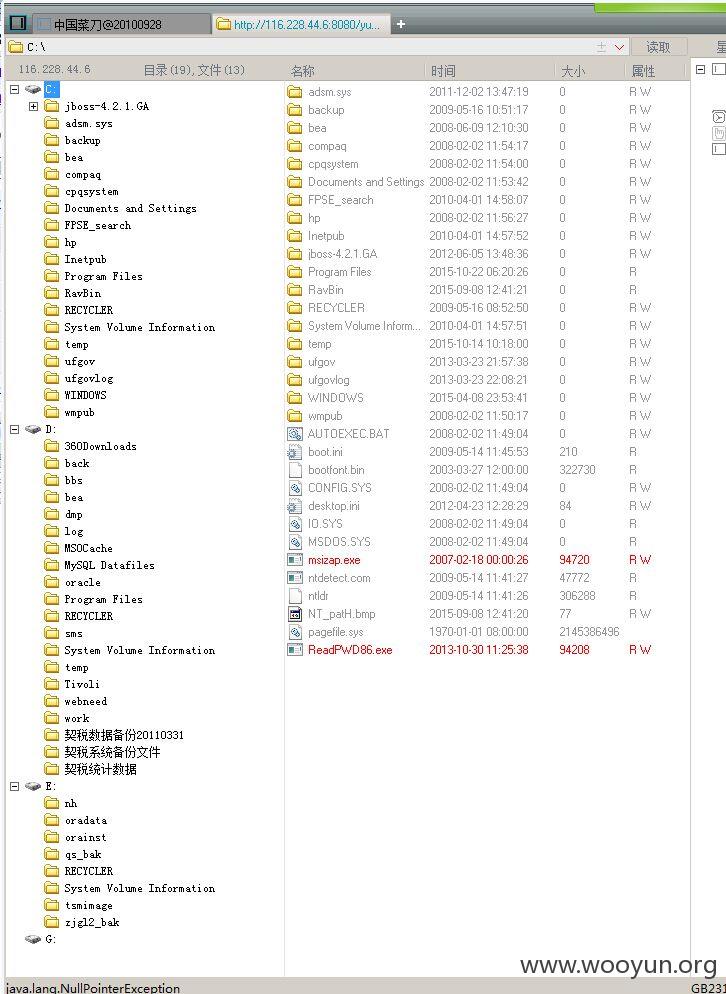 中国菜刀@20100928
http://116.228.44.6:8080/yu...
+
C:\
读取
116.228.44.6 目录(19),文件(13)
名称 时间 大小 属性
C:
jboss-4.2.1.GA
adsm.sys
backup
bea
compaq
cpqsystem
Documents and Settings
FPSE_search
hp
Inetpub
Program Files
RavBin
RECYCLER
System Volume Information
temp
ufgov
ufgovlog
WINDOWS
wmpub
D:
360Downloads
back
bbs
bea
dmp
log
MSOCache
MySQL Datafiles
oracle
Program Files
RECYCLER
sms
System Volume Information
temp
Tivoli
webneed
work
契税数据备份20110331
契税系统备份文件
契税统计数据
E:
nh
oradata
orainst
qs_bak
RECYCLER
System Volume Information
tsmimage
zjgl2_bak
G:
adsm.sys 2011-12-02 13:47:19 0 R W
backup 2009-05-16 10:51:17 0 R W
bea 2008-06-09 12:10:30 0 R W
compaq 2008-02-02 11:54:17 0 R W
cpqsystem 2008-02-02 11:54:00 0 R W
Documents and Settings 2008-02-02 11:53:42 0 R W
FPSE_search 2010-04-01 14:58:07 0 R W
hp 2008-02-02 11:56:27 0 R W
Inetpub 2010-04-01 14:57:52 0 R W
jboss-4.2.1.GA 2012-06-05 13:48:36 0 R W
Program Files 2015-10-22 06:20:26 0 R
RavBin 2015-09-08 12:41:21 0 R
RECYCLER 2009-05-16 08:52:50 0 R W
System Volume Inform... 2010-04-01 14:57:51 0 R W
temp 2015-10-14 10:18:00 0 R W
ufgov 2013-03-23 21:57:38 0 R W
ufgovlog 2013-03-23 22:08:21 0 R W
WINDOWS 2015-04-08 23:53:41 0 R W
wmpub 2008-02-02 11:50:17 0 R W
AUTOEXEC.BAT 2008-02-02 11:49:04 0 R W
boot.ini 2009-05-14 11:45:53 210 R
bootfont.bin 2003-03-27 12:00:00 322730 R
CONFIG.SYS 2008-02-02 11:49:04 0 R W
desktop.ini 2012-04-23 12:28:29 84 R W
IO.SYS 2008-02-02 11:49:04 0 R
MSDOS.SYS 2008-02-02 11:49:04 0 R
msizap.exe 2007-02-18 00:00:26 94720 R W
ntdetect.com 2009-05-14 11:41:27 47772 R
ntldr 2009-05-14 11:41:26 306288 R
NT_patH.bmp 2015-09-08 12:41:20 77 R W
pagefile.sys 1970-01-01 08:00:00 2145386496
ReadPWD86.exe 2013-10-30 11:25:38 94208 R W
www.wooyun.org
java.lang.NullPointerException
GB231